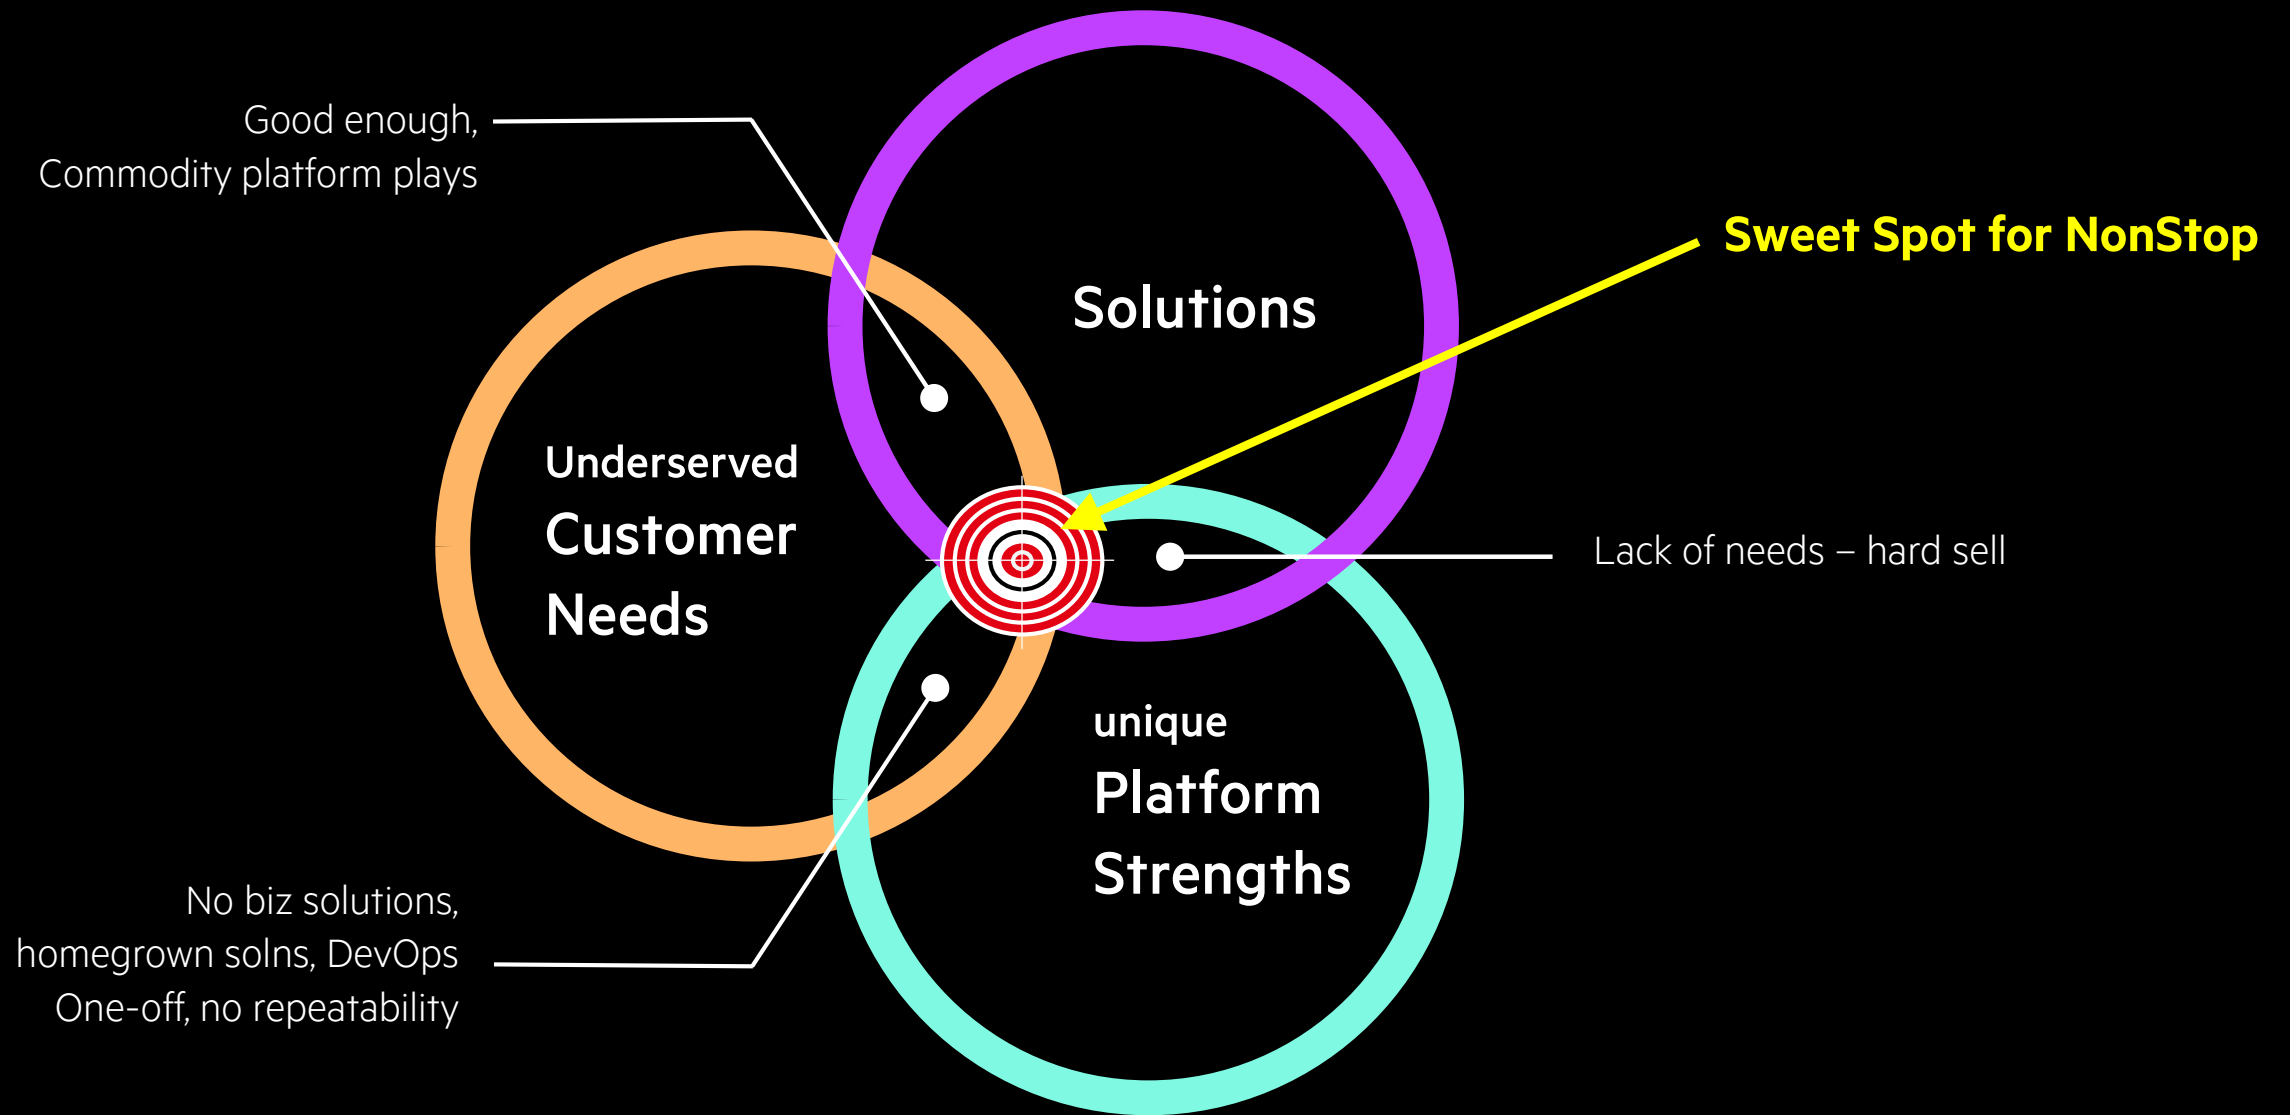 Good enough,
Commodity platform plays
Sweet Spot for NonStop
Solutions
Underserved
Customer
Needs
Lack of needs – hard sell
unique
Platform
Strengths
No biz solutions,
homegrown solns, DevOps
One-off, no repeatability